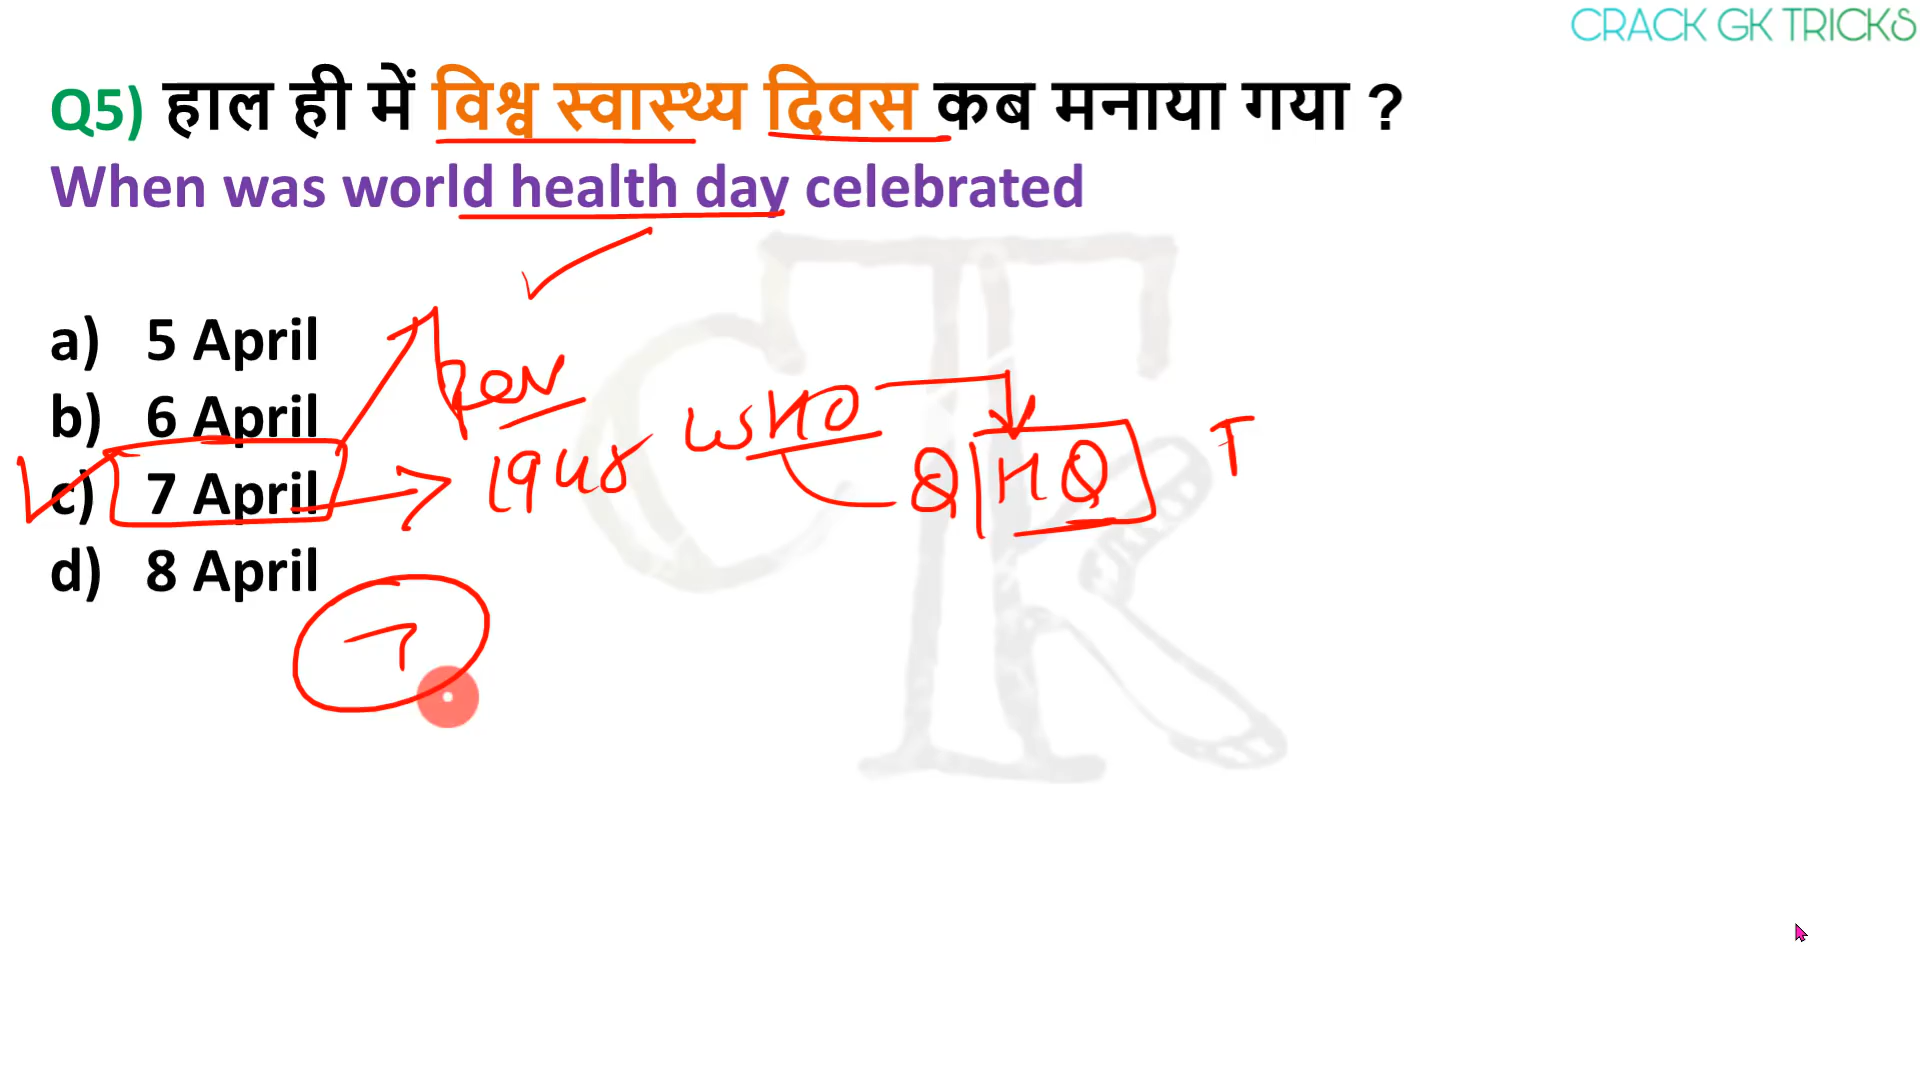 CRACK GK TRICKS
Q5) हाल ही में विश्व स्वास्थ्य दिवस कब मनाया गया ?
When was world health day celebrated
a) 5 April
b) 6 April
c) 7 April
d) 8 April
1948
WHO
Q | HQ
T
7